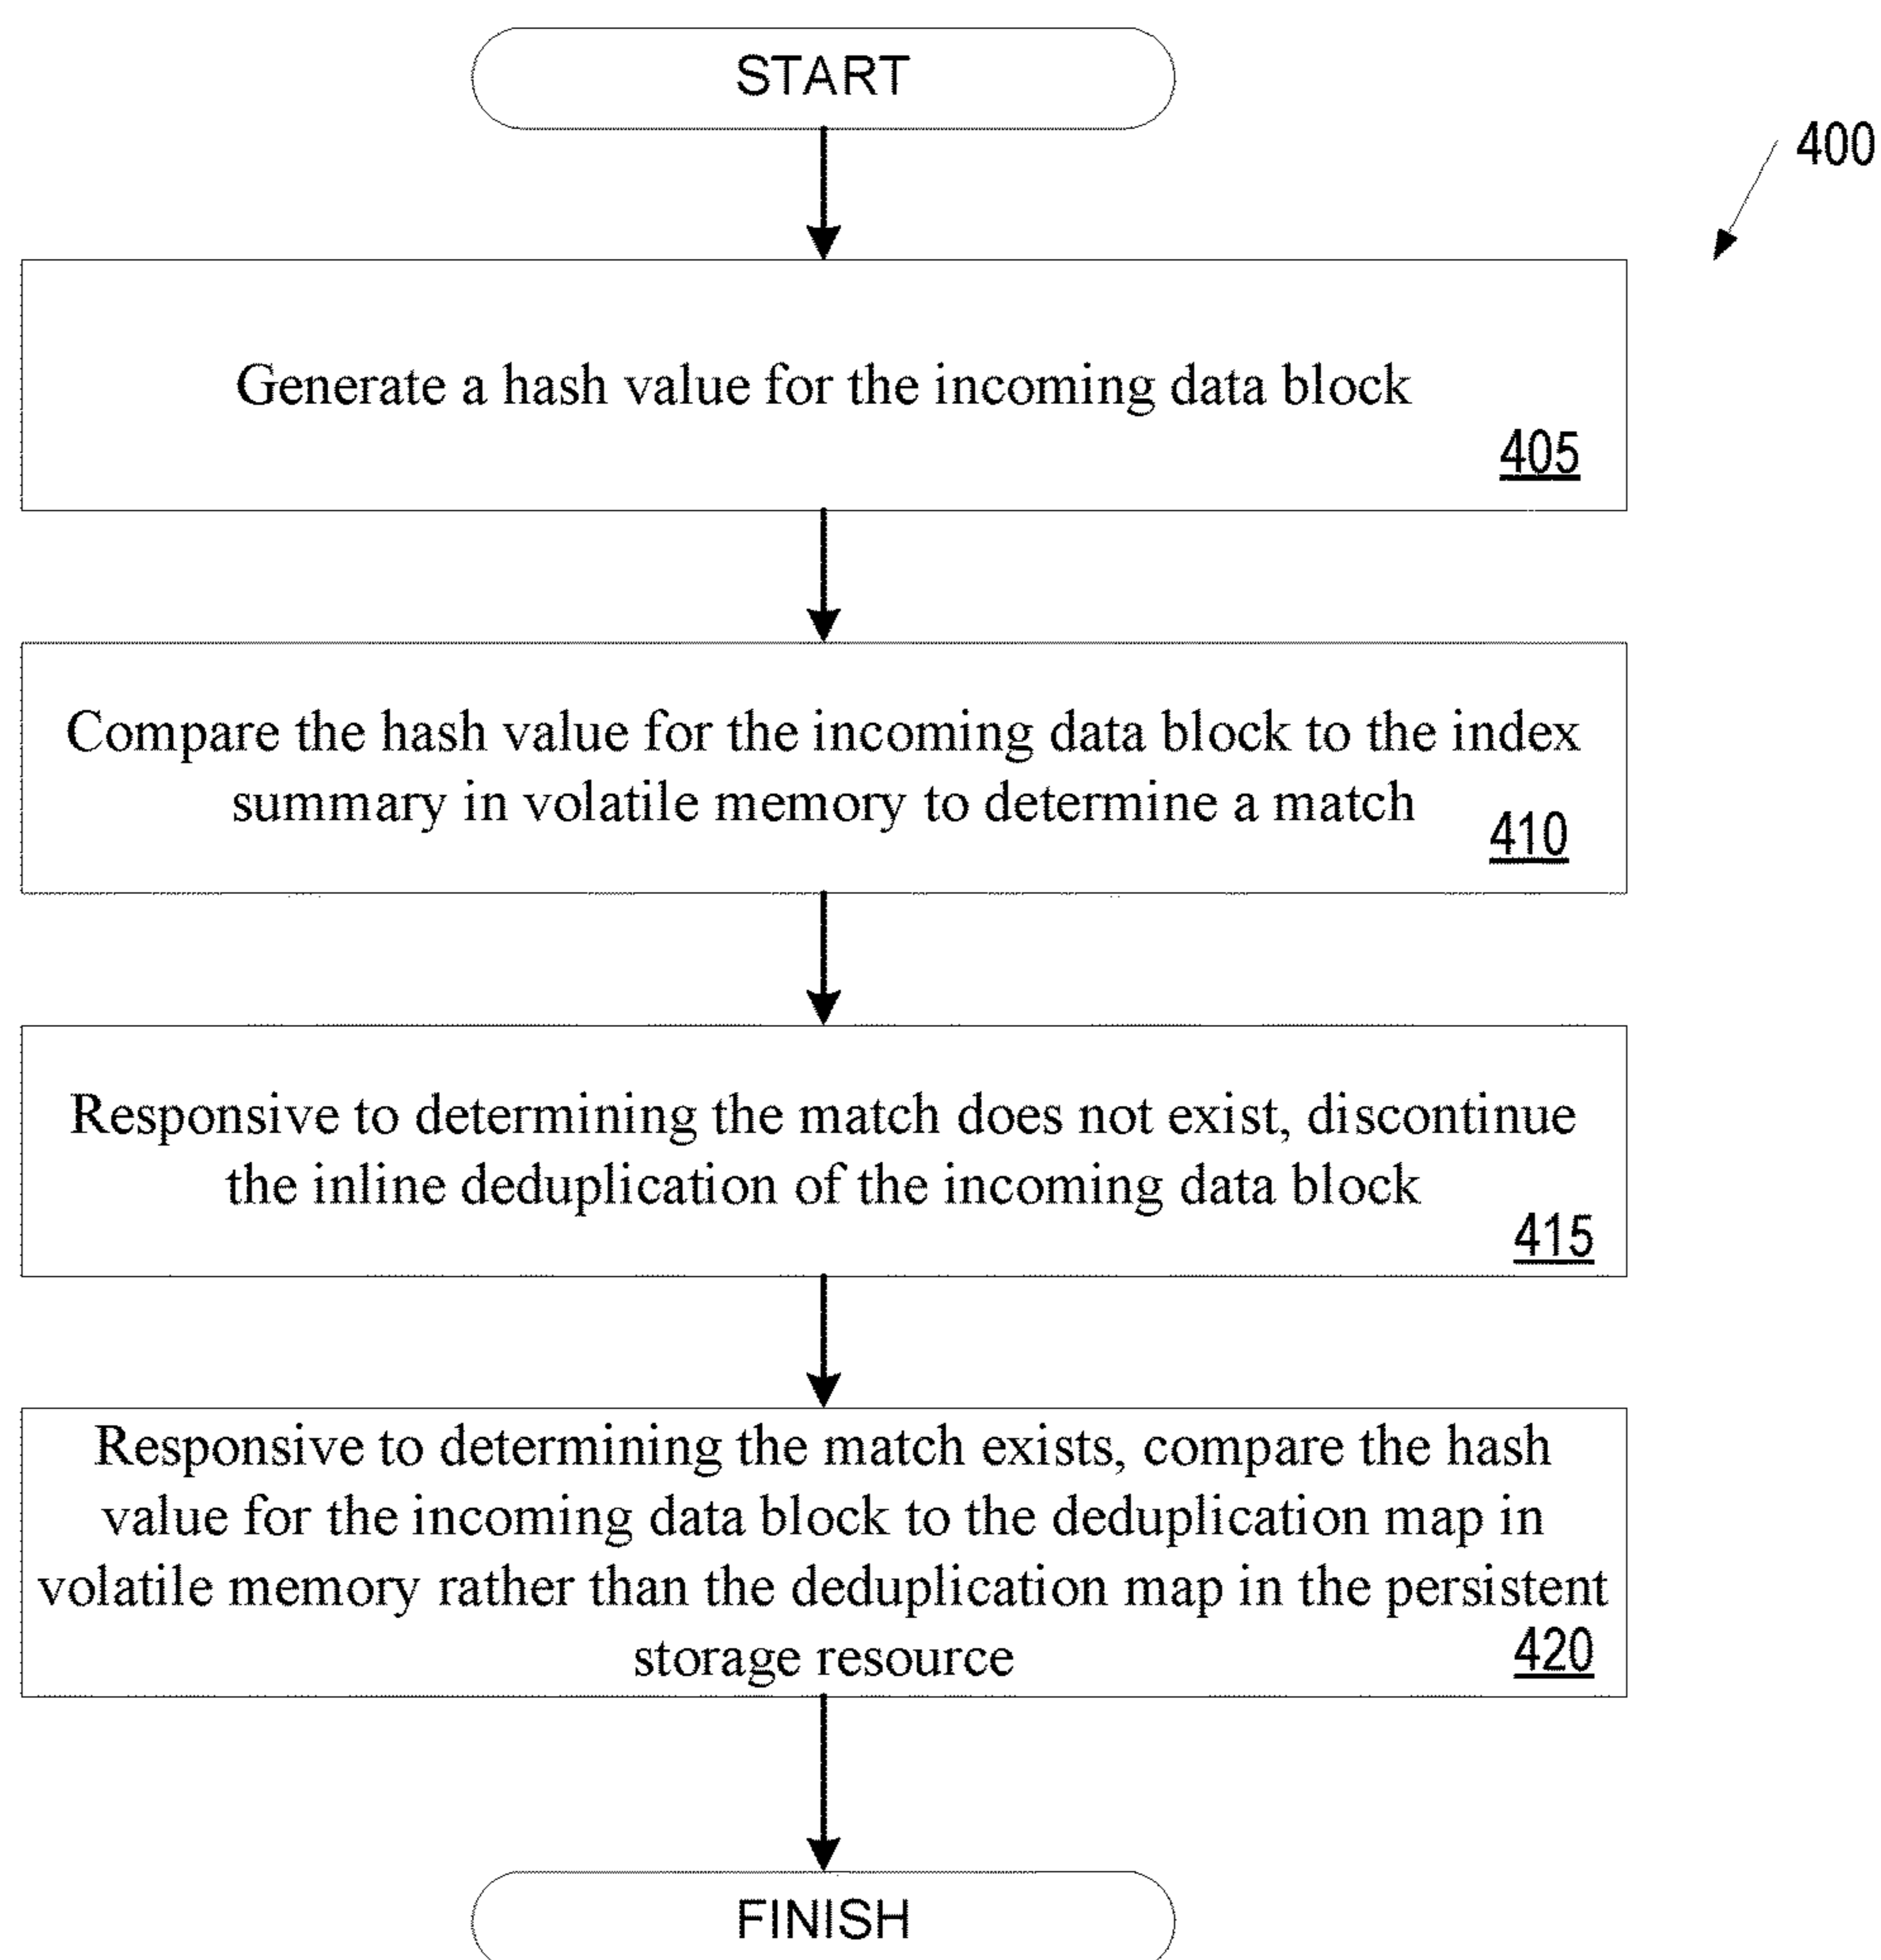 START
400
Generate a hash value for the incoming data block
405
Compare the hash value for the incoming data block to the index
summary in volatile memory to determine a match
410
Responsive to determining the match does not exist, discontinue
the inline deduplication of the incoming data block
415
Responsive to determining the match exists, compare the hash
value for the incoming data block to the deduplication map in
volatile memory rather than the deduplication map in the persistent
storage resource
420
FINISH